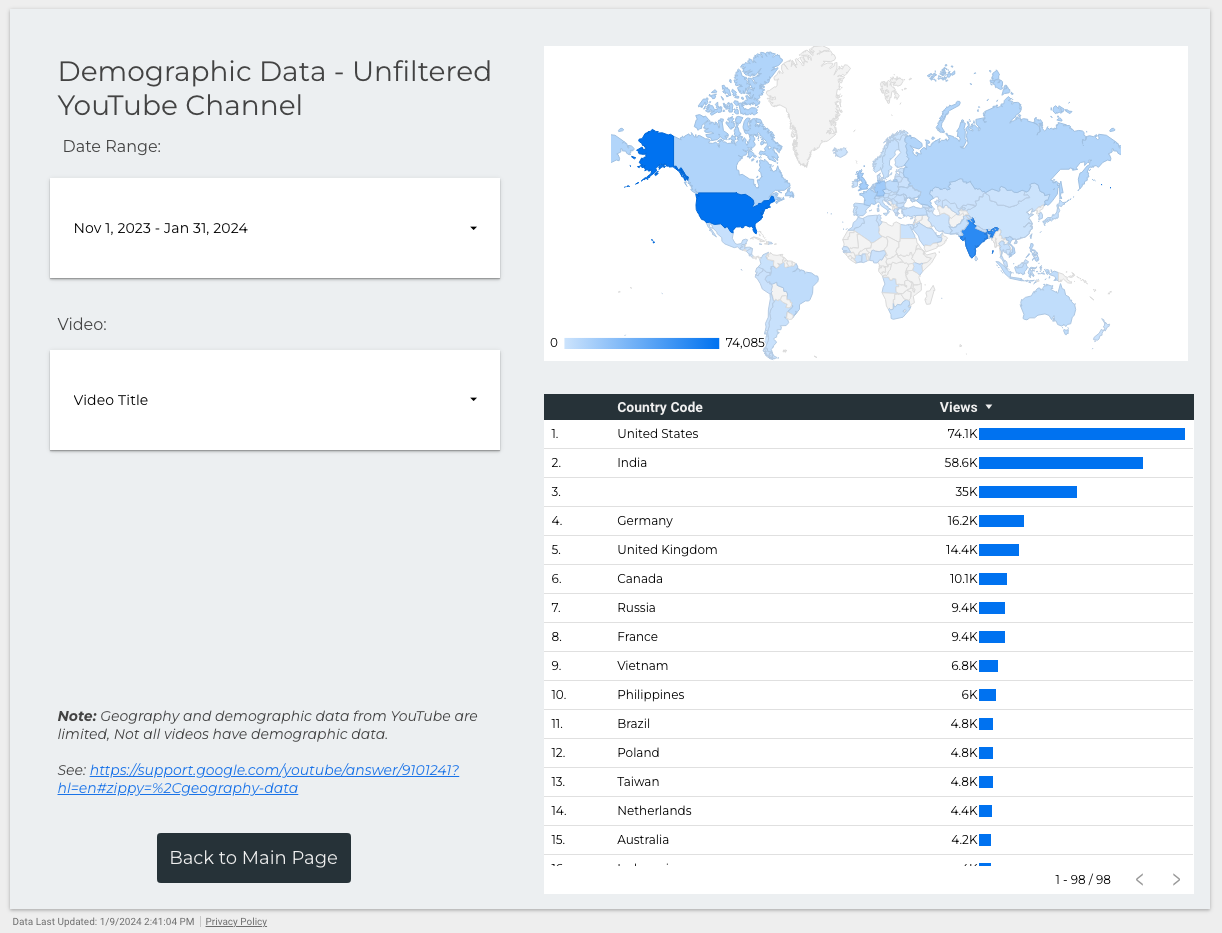 Demographic Data - Unfiltered
YouTube Channel
Date Range:
Nov 1, 2023 - Jan 31, 2024
Video:
Video Title
Note: Geography and demographic data from YouTube are
limited, Not all videos have demographic data.
See: https://support.google.com/youtube/answer/9101241?
hl=en#zippy=%2Cgeography-data
Back to Main Page
0 74,085
Country Code Views
1. United States 74.1K
2. India 58.6K
3. 35K
4. Germany 16.2K
5. United Kingdom 14.4K
6. Canada 10.1K
7. Russia 9.4K
8. France 9.4K
9. Vietnam 6.8K
10. Philippines 6K
11. Brazil 4.8K
12. Poland 4.8K
13. Taiwan 4.8K
14. Netherlands 4.4K
15. Australia 4.2K
1 - 98 / 98
Data Last Updated: 1/9/2024 2:41:04 PM Privacy Policy